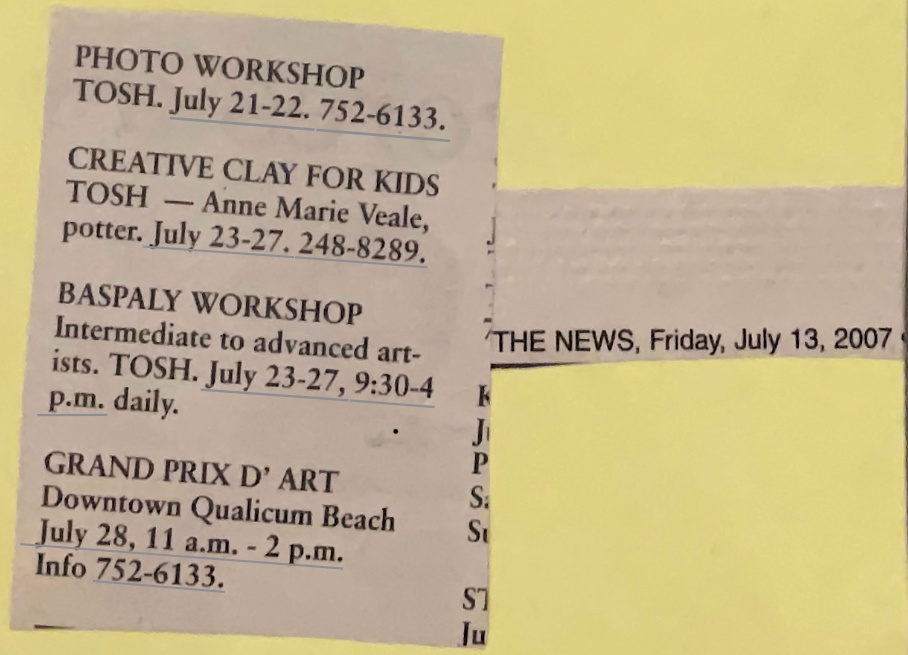 PHOTO WORKSHOP
TOSH. July 21-22. 752-6133.
CREATIVE CLAY FOR KIDS
TOSH — Anne Marie Veale,
potter. July 23-27. 248-8289.
BASPALY WORKSHOP
Intermediate to advanced art-
ists. TOSH. July 23-27, 9:30-4
p.m. daily.
GRAND PRIX D' ART
Downtown Qualicum Beach
July 28, 11 a.m. - 2 p.m.
Info 752-6133.
THE NEWS, Friday, July 13, 2007